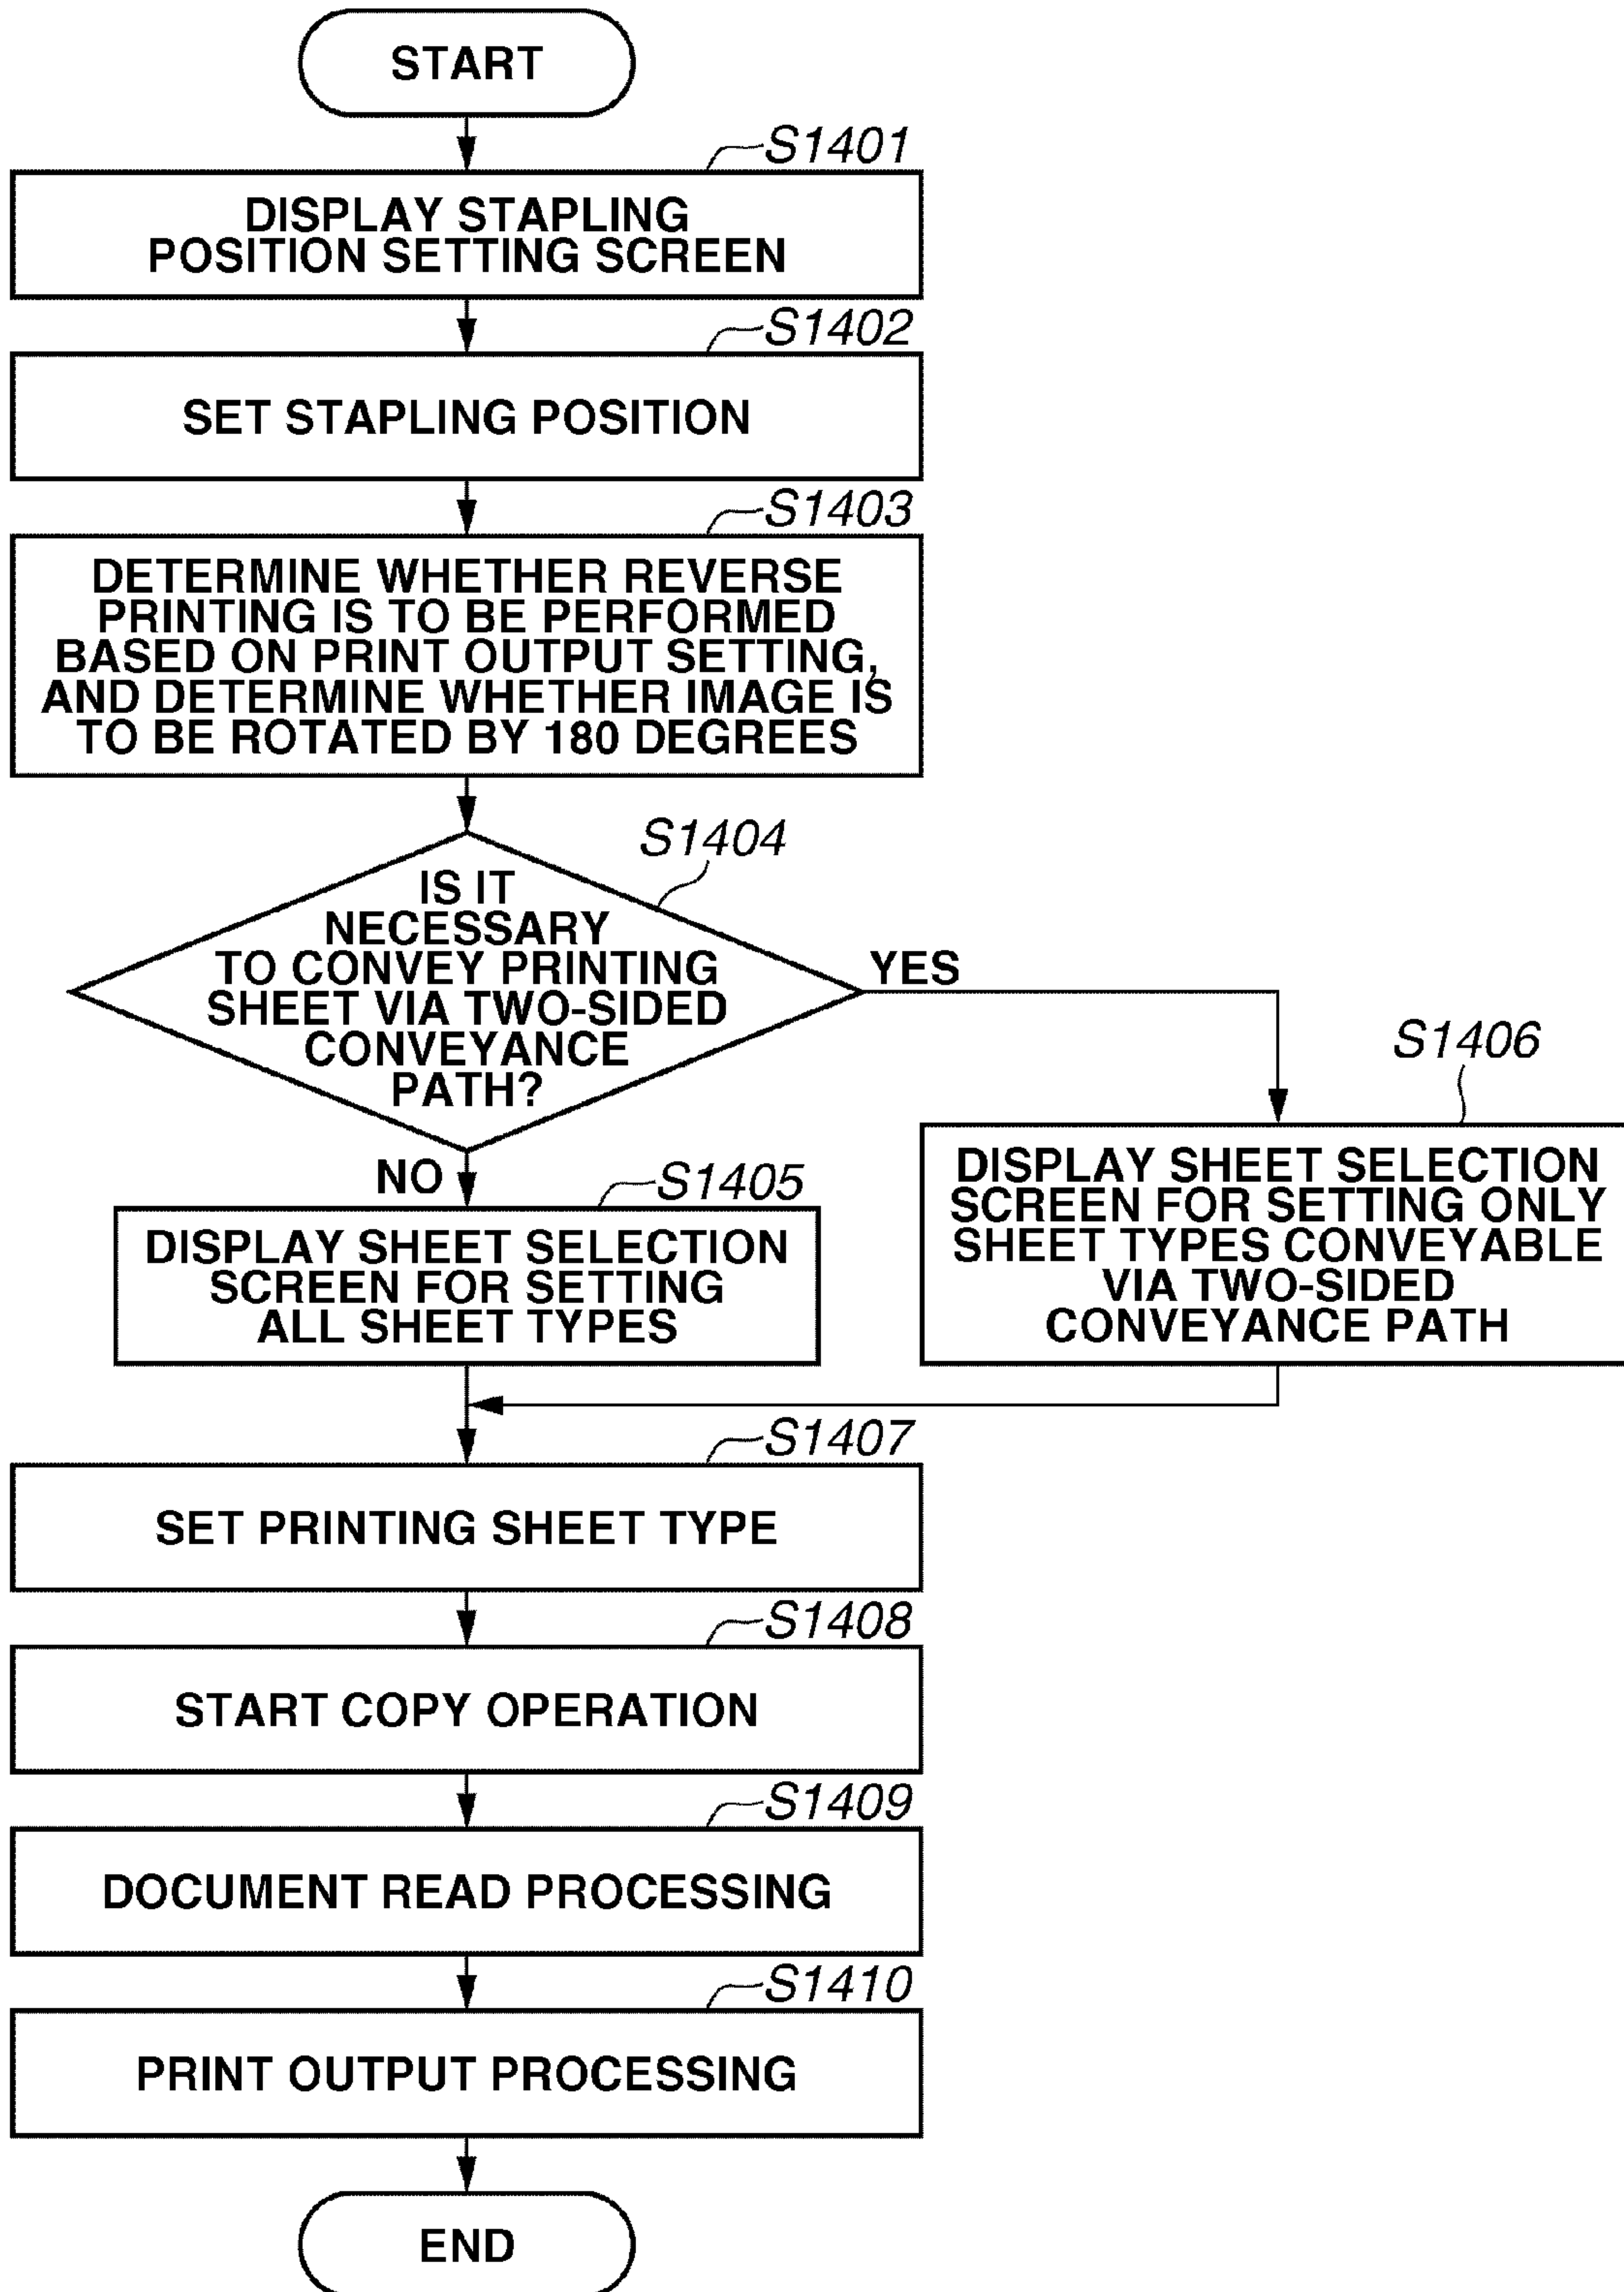 START
S1401
DISPLAY STAPLING
POSITION SETTING SCREEN
S1402
SET STAPLING POSITION
S1403
DETERMINE WHETHER REVERSE
PRINTING IS TO BE PERFORMED
BASED ON PRINT OUTPUT SETTING,
AND DETERMINE WHETHER IMAGE IS
TO BE ROTATED BY 180 DEGREES
S1404
IS IT
NECESSARY
TO CONVEY PRINTING
SHEET VIA TWO-SIDED
CONVEYANCE
PATH?
YES
NO
S1405
DISPLAY SHEET SELECTION
SCREEN FOR SETTING
ALL SHEET TYPES
S1406
DISPLAY SHEET SELECTION
SCREEN FOR SETTING ONLY
SHEET TYPES CONVEYABLE
VIA TWO-SIDED
CONVEYANCE PATH
S1407
SET PRINTING SHEET TYPE
S1408
START COPY OPERATION
S1409
DOCUMENT READ PROCESSING
S1410
PRINT OUTPUT PROCESSING
END